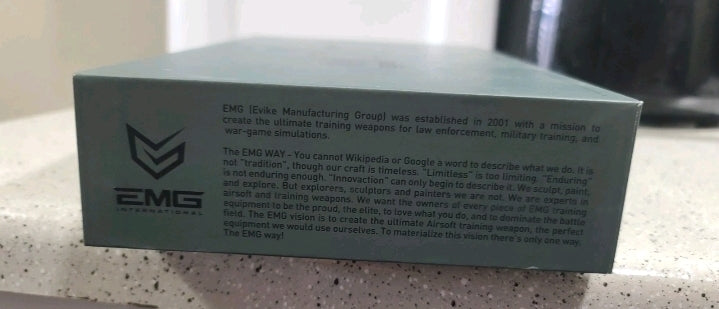 EMG (Evike Manufacturing Group) was established in 2001 with a mission to
create the ultimate training weapons for law enforcement, military training, and
war-game simulations.
The EMG WAY - You cannot Wikipedia or Google a word to describe what we do. It is
not "tradition", though our craft is timeless. "Limitless" is too limiting. "Enduring"
is not enduring enough. "Innovaction" can only begin to describe it. We sculpt, paint,
and explore. But explorers, sculptors and painters we are not. We are experts in
airsoft and training weapons. We want the owners of every piece of EMG training
equipment to be the proud, the elite, to love what you do, and to dominate the battle
field. The EMG vision is to create the ultimate Airsoft training weapon, the perfect
equipment we would use ourselves. To materialize this vision there's only one way,
The EMG way!
EMG
INTERNATIONAL